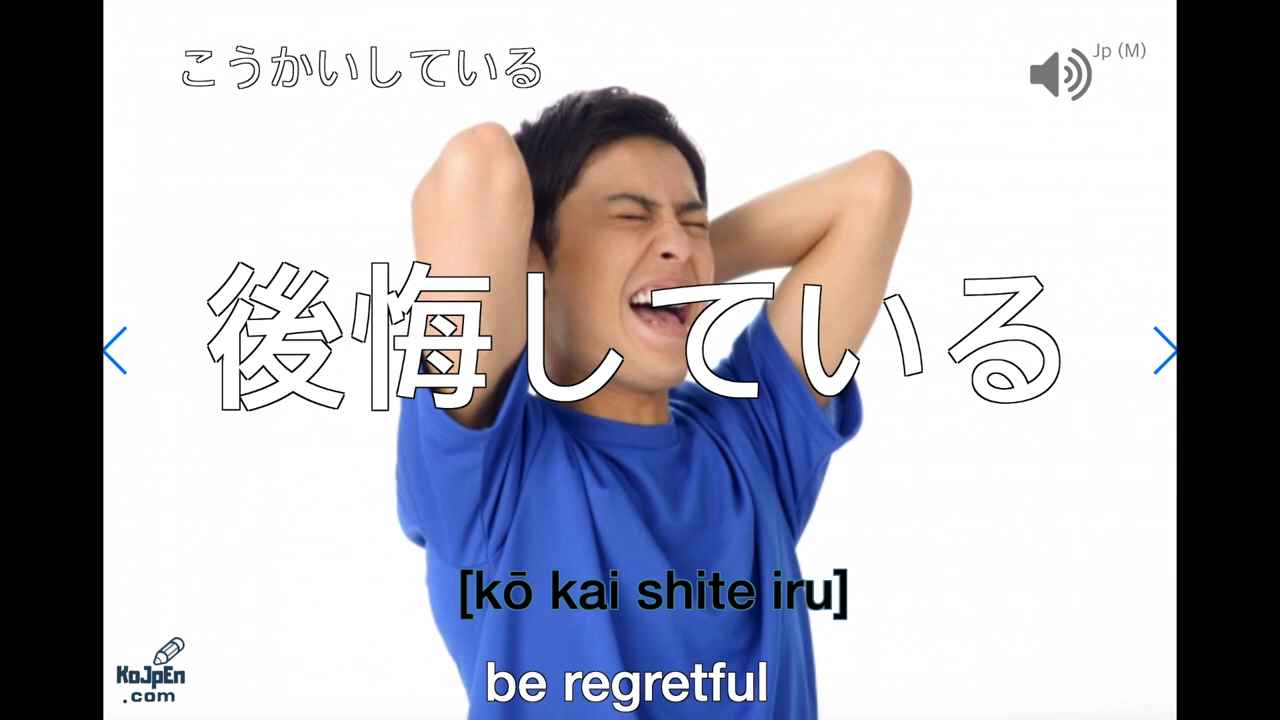 こうかいしている
Jp (M)
後悔している
[kō kai shite iru]
be regretful
KoJpEn
.com